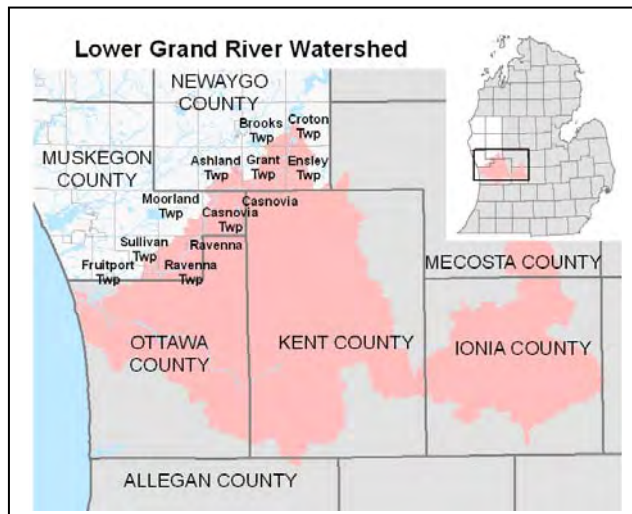 Lower Grand River Watershed
NEWAYGO
COUNTY
Brooks
Twp
Croton
Twp
MUSKEGON
COUNTY
Ashland
Twp
Grant
Twp
Ensley
Twp
Moorland
Twp
Casnovia
Casnovia
Twp
Sullivan
Twp
Ravenna
Fruitport
Twp
Ravenna
Twp
MECOSTA COUNTY
OTTAWA
COUNTY
KENT COUNTY
IONIA COUNTY
ALLEGAN COUNTY